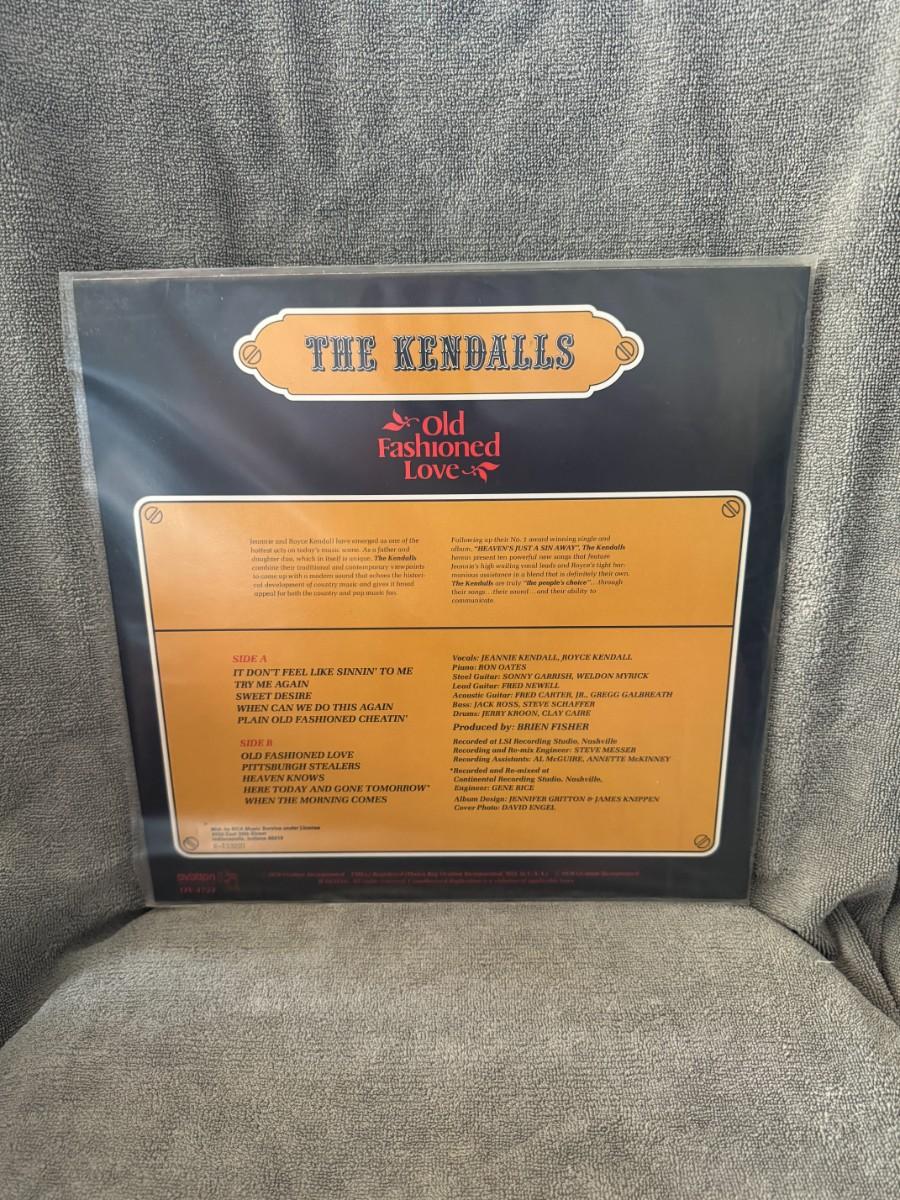 THE KENDALLS
Old
Fashioned
Love
Jeannie and Royce Kendall have emerged as one of the
hottest acts on today's music scene. As a father and
daughter duo, which in itself is unique, The Kendalls
combine their traditional and contemporary viewpoints
to come up with a modern sound that echoes the histori-
cal development of country music and gives it broad
appeal for both the country and pop music fan.
Following up their No. 1 award winning single and
album, "HEAVEN'S JUST A SIN AWAY", The Kendalls
herein present ten powerful new songs that feature
Jeannie's high wailing vocal leads and Royce's tight har-
monious assistance in a blend that is definitely their own.
The Kendalls are truly "the people's choice"...through
their songs...their sound...and their ability to
communicate.
SIDE A
IT DON'T FEEL LIKE SINNIN' TO ME
TRY ME AGAIN
SWEET DESIRE
WHEN CAN WE DO THIS AGAIN
PLAIN OLD FASHIONED CHEATIN'
SIDE B
OLD FASHIONED LOVE
PITTSBURGH STEALERS
HEAVEN KNOWS
HERE TODAY AND GONE TOMORROW*
WHEN THE MORNING COMES
Vocals: JEANNIE KENDALL, ROYCE KENDALL
Piano: RON OATES
Steel Guitar: SONNY GARRISH, WELDON MYRICK
Lead Guitar: FRED NEWELL
Acoustic Guitar: FRED CARTER, JR., GREGG GALBREATH
Bass: JACK ROSS, STEVE SCHAFFER
Drums: JERRY KROON, CLAY CAIRE
Produced by: BRIEN FISHER
Recorded at LSI Recording Studio, Nashville
Recording and Re-mix Engineer: STEVE MESSER
Recording Assistants: AL McGUIRE, ANNETTE McKINNEY
*Recorded and Re-mixed at
Continental Recording Studio, Nashville,
Engineer: GENE RICE
Album Design: JENNIFER GRITTON & JAMES KNIPPEN
Cover Photo: DAVID ENGEL
Mfd. by RCA Music Service under License
Indianapolis, Indiana
ovation